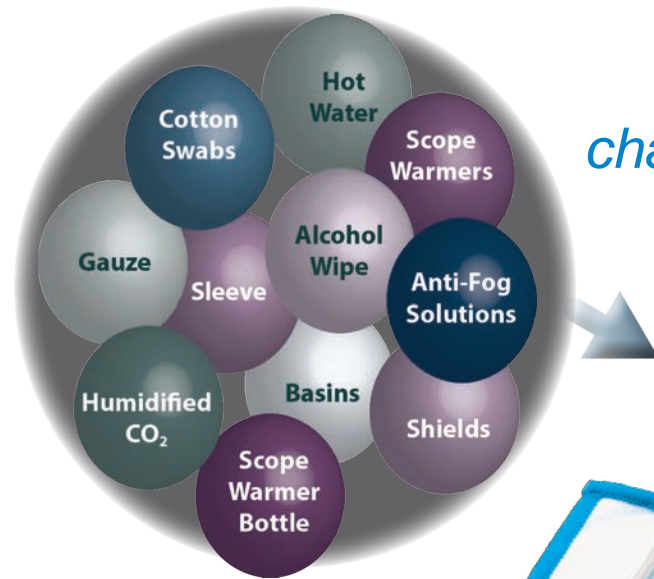 Hot
Water
Cotton
Swabs
Scope
Warmers
Alcohol
Wipe
Gauze
Sleeve
Anti-Fog
Solutions
Basins
Humidified
CO₂
Shields
Scope
Warmer
Bottle